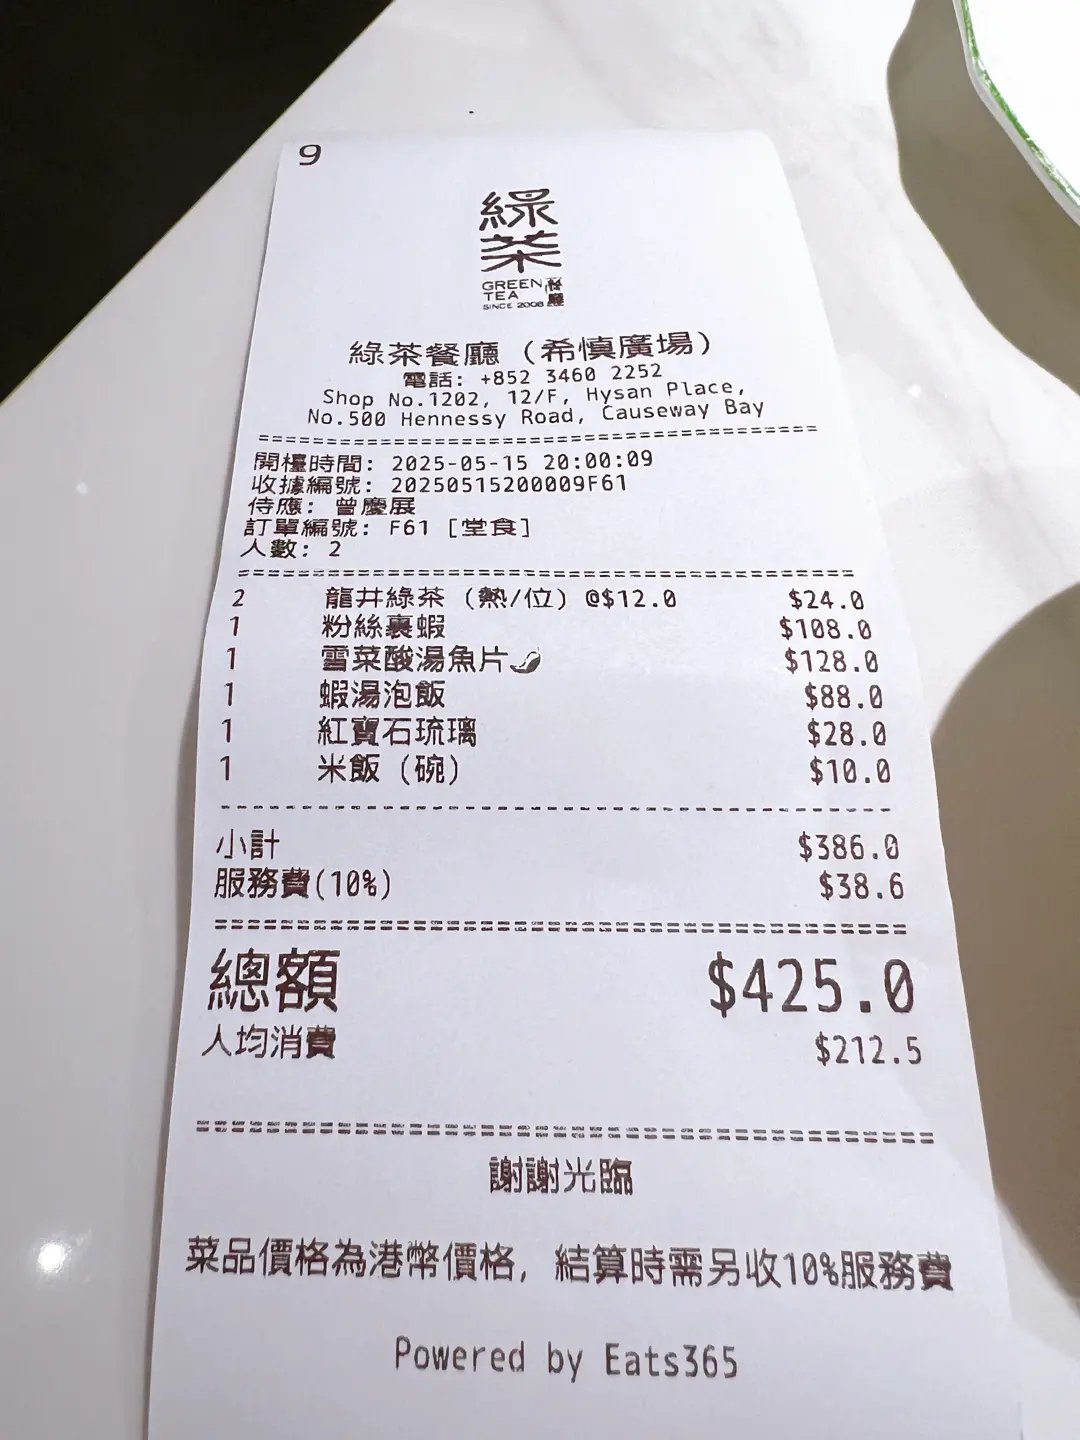 9
綠茶
GREEN TEA 餐廳
SINCE 2008
綠茶餐廳 (希慎廣場)
電話: +852 3460 2252
Shop No.1202, 12/F, Hysan Place,
No.500 Hennessy Road, Causeway Bay
開檯時間: 2025-05-15 20:00:09
收據編號: 20250515200009F61
侍應: 曾慶展
訂單編號: F61 [堂食]
人數: 2
2 龍井綠茶 (熱/位) @$12.0 $24.0
1 粉絲裹蝦 $108.0
1 雪菜酸湯魚片🌶 $128.0
1 蝦湯泡飯 $88.0
1 紅寶石琉璃 $28.0
1 米飯 (碗) $10.0
小計 $386.0
服務費(10%) $38.6
總額 $425.0
人均消費 $212.5
謝謝光臨
菜品價格為港幣價格, 結算時需另收10%服務費
Powered by Eats365